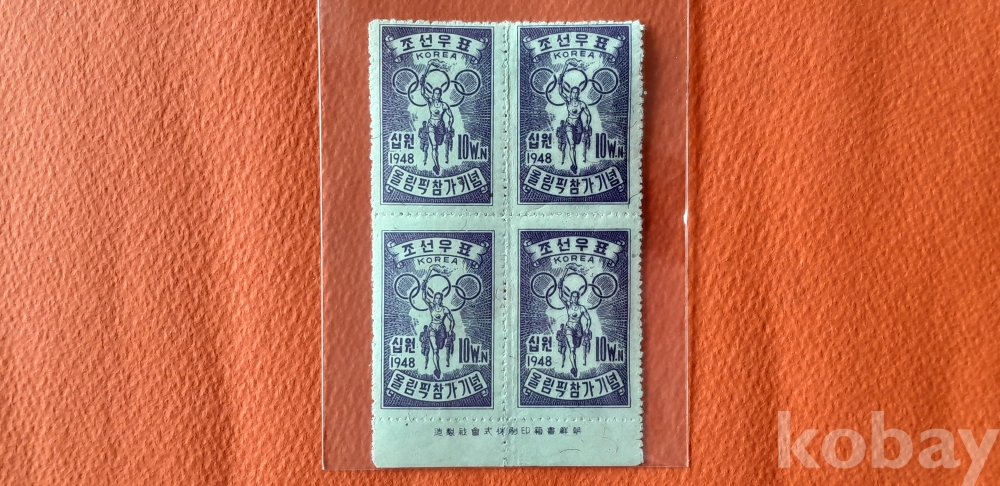 조선우표
KOREA
십원
1948
10W.N
올림픽참가키념
조선우표
KOREA
십원
1948
10W.N
올림픽참가기념
조선우표
KOREA
십원
1948
10W.N
올림픽참가기념
조선우표
KOREA
십원
1948
10W.N
올림픽참가기념
造製社會式株刷印籍書鮮朝
kobay